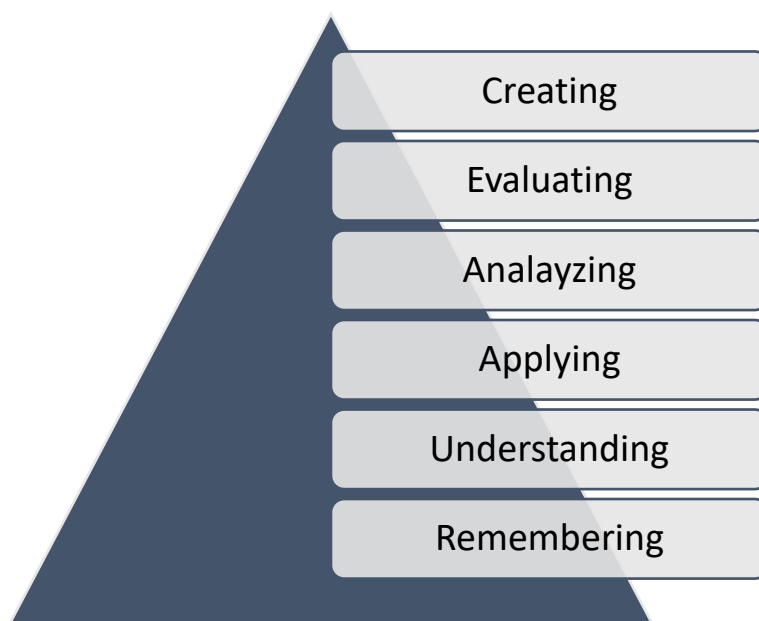 Creating
Evaluating
Analayzing
Applying
Understanding
Remembering